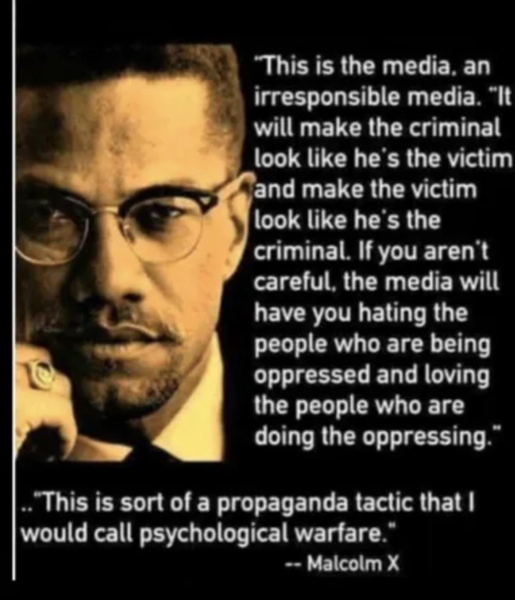 "This is the media, an
irresponsible media. "It
will make the criminal
look like he's the victim
and make the victim
look like he's the
criminal. If you aren't
careful, the media will
have you hating the
people who are being
oppressed and loving
the people who are
doing the oppressing."
.."This is sort of a propaganda tactic that I
would call psychological warfare."
-- Malcolm X